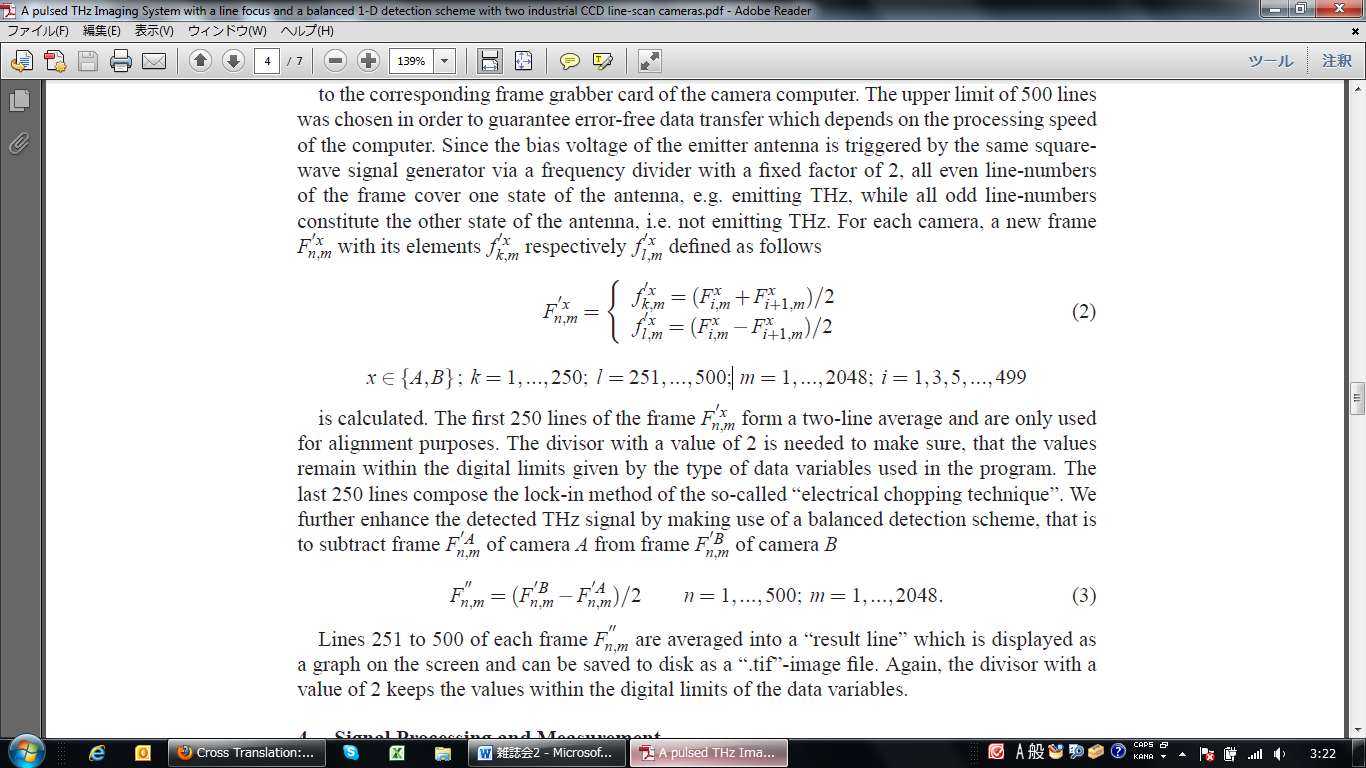 A pulsed THz Imaging System with a line focus and a balanced 1-D detection scheme with two industrial CCD line-scan cameras.pdf - Adobe Reader
ファイル(F) 編集(E) 表示(V) ウィンドウ(W) ヘルプ(H)
4 / 7 139% ツール 注釈
to the corresponding frame grabber card of the camera computer. The upper limit of 500 lines
was chosen in order to guarantee error-free data transfer which depends on the processing speed
of the computer. Since the bias voltage of the emitter antenna is triggered by the same square-
wave signal generator via a frequency divider with a fixed factor of 2, all even line-numbers
of the frame cover one state of the antenna, e.g. emitting THz, while all odd line-numbers
constitute the other state of the antenna, i.e. not emitting THz. For each camera, a new frame
F′ˣₙ,ₘ with its elements f′ˣₖ,ₘ respectively f′ˣₗ,ₘ defined as follows
F′ˣₙ,ₘ = { f′ˣₖ,ₘ = (Fˣᵢ,ₘ + Fˣᵢ₊₁,ₘ)/2
f′ˣₗ,ₘ = (Fˣᵢ,ₘ − Fˣᵢ₊₁,ₘ)/2 (2)
x ∈ {A,B} ; k = 1,...,250; l = 251,...,500; m = 1,...,2048; i = 1,3,5,...,499
is calculated. The first 250 lines of the frame F′ˣₙ,ₘ form a two-line average and are only used
for alignment purposes. The divisor with a value of 2 is needed to make sure, that the values
remain within the digital limits given by the type of data variables used in the program. The
last 250 lines compose the lock-in method of the so-called “electrical chopping technique”. We
further enhance the detected THz signal by making use of a balanced detection scheme, that is
to subtract frame F′ᴬₙ,ₘ of camera A from frame F′ᴮₙ,ₘ of camera B
F″ₙ,ₘ = (F′ᴮₙ,ₘ − F′ᴬₙ,ₘ)/2 n = 1,...,500; m = 1,...,2048. (3)
Lines 251 to 500 of each frame F″ₙ,ₘ are averaged into a “result line” which is displayed as
a graph on the screen and can be saved to disk as a “.tif”-image file. Again, the divisor with a
value of 2 keeps the values within the digital limits of the data variables.
4. Signal Processing and Measurement
Cross Translation:... 雑誌会2 - Microsof... A pulsed THz Ima... A 般 CAPS KANA 3:22